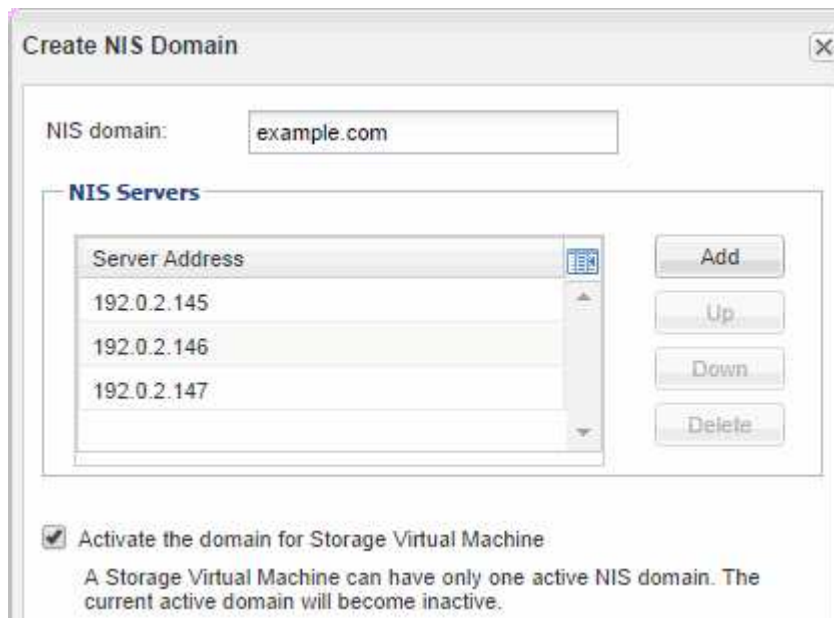 Create NIS Domain
NIS domain:
example.com
NIS Servers
Server Address
192.0.2.145
192.0.2.146
192.0.2.147
Add
Up
Down
Delete
Activate the domain for Storage Virtual Machine
A Storage Virtual Machine can have only one active NIS domain. The
current active domain will become inactive.